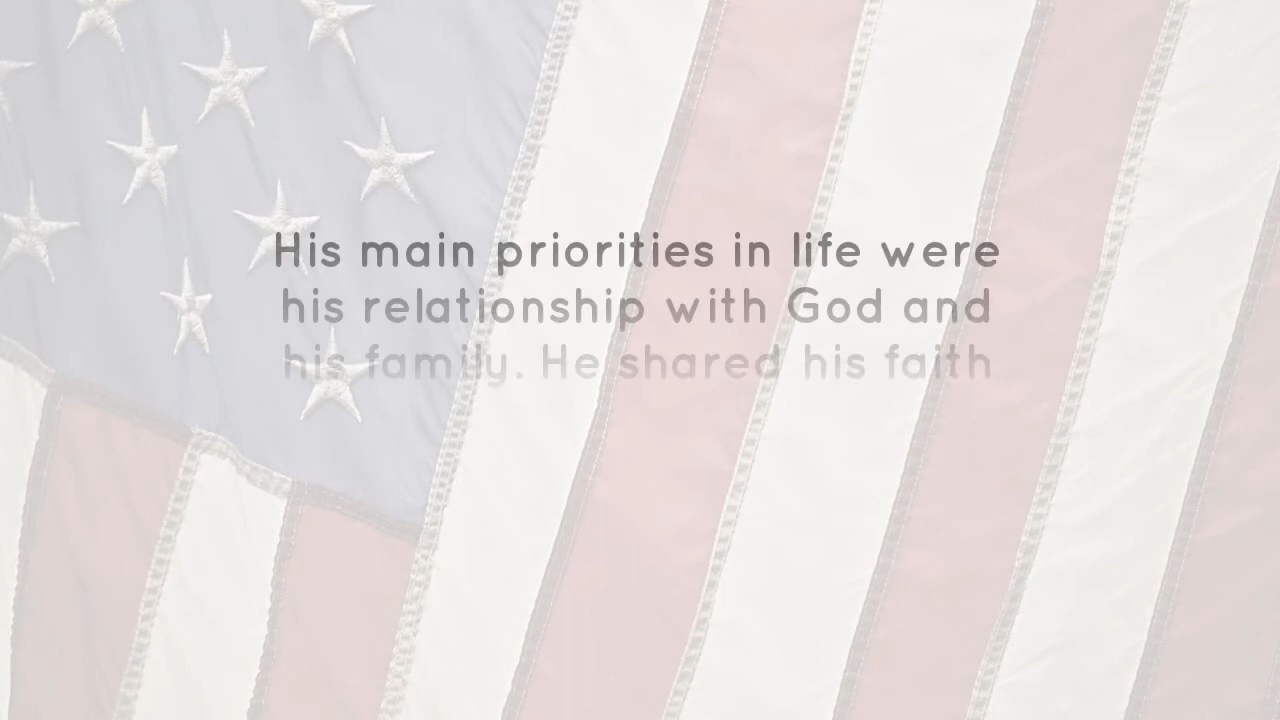 His main priorities in life were
his relationship with God and
his family. He shared his faith